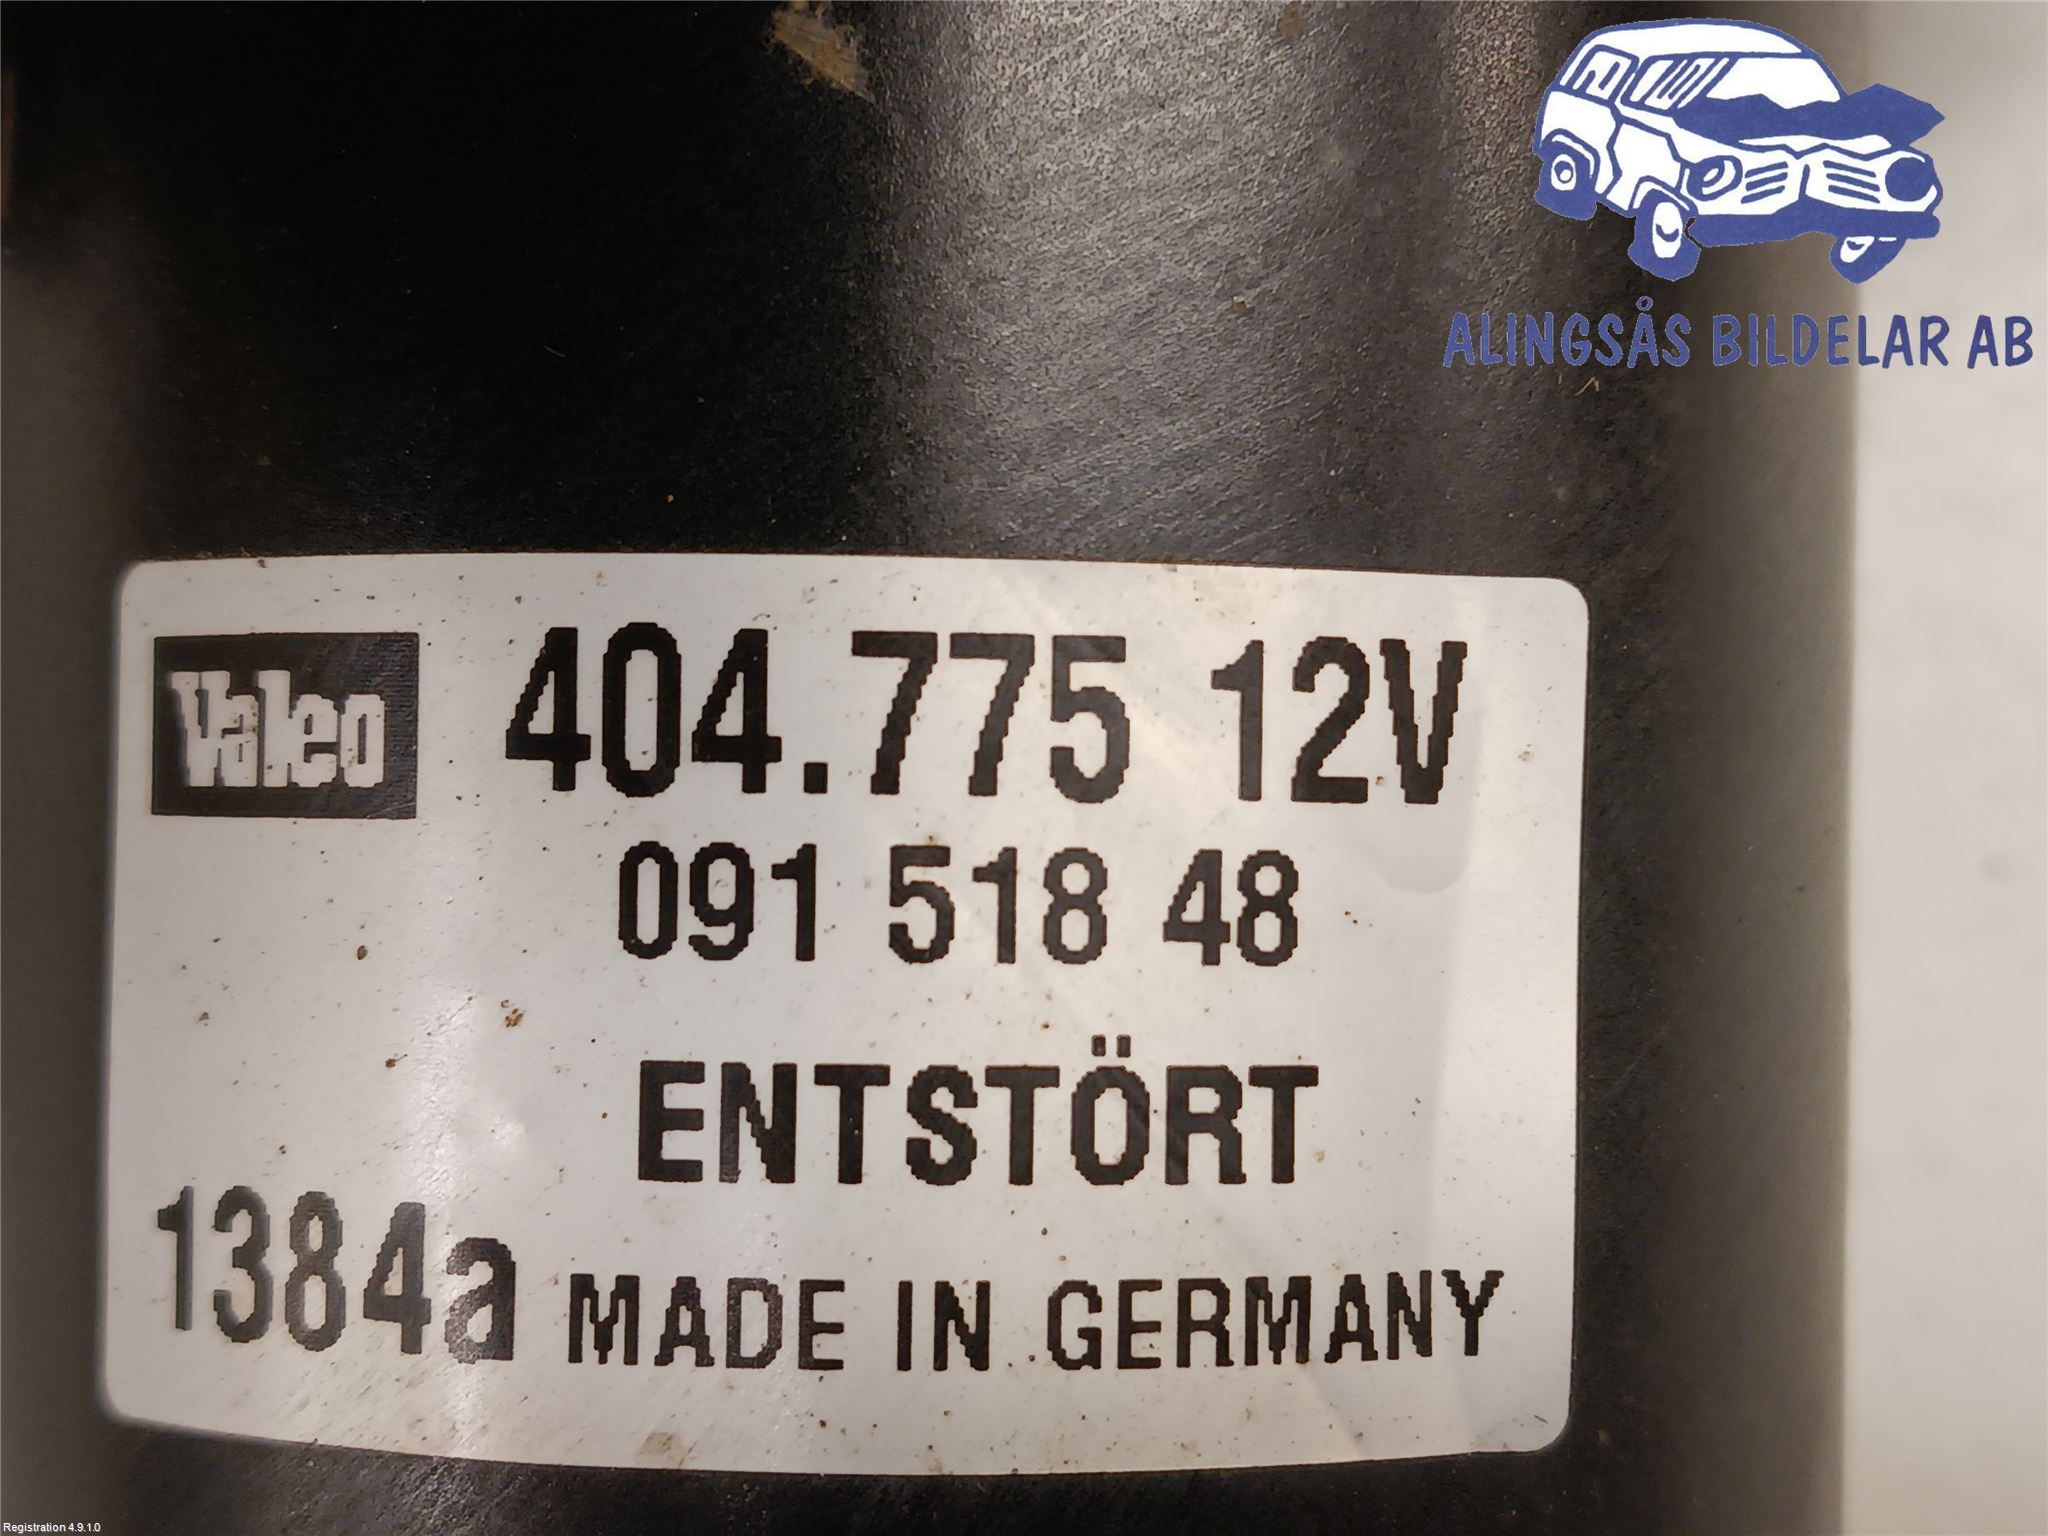 ALINGSÅS BILDELAR AB
Valeo
404.775 12V
091 518 48
ENTSTÖRT
1384a
MADE IN GERMANY
Registration 4.9.1.0